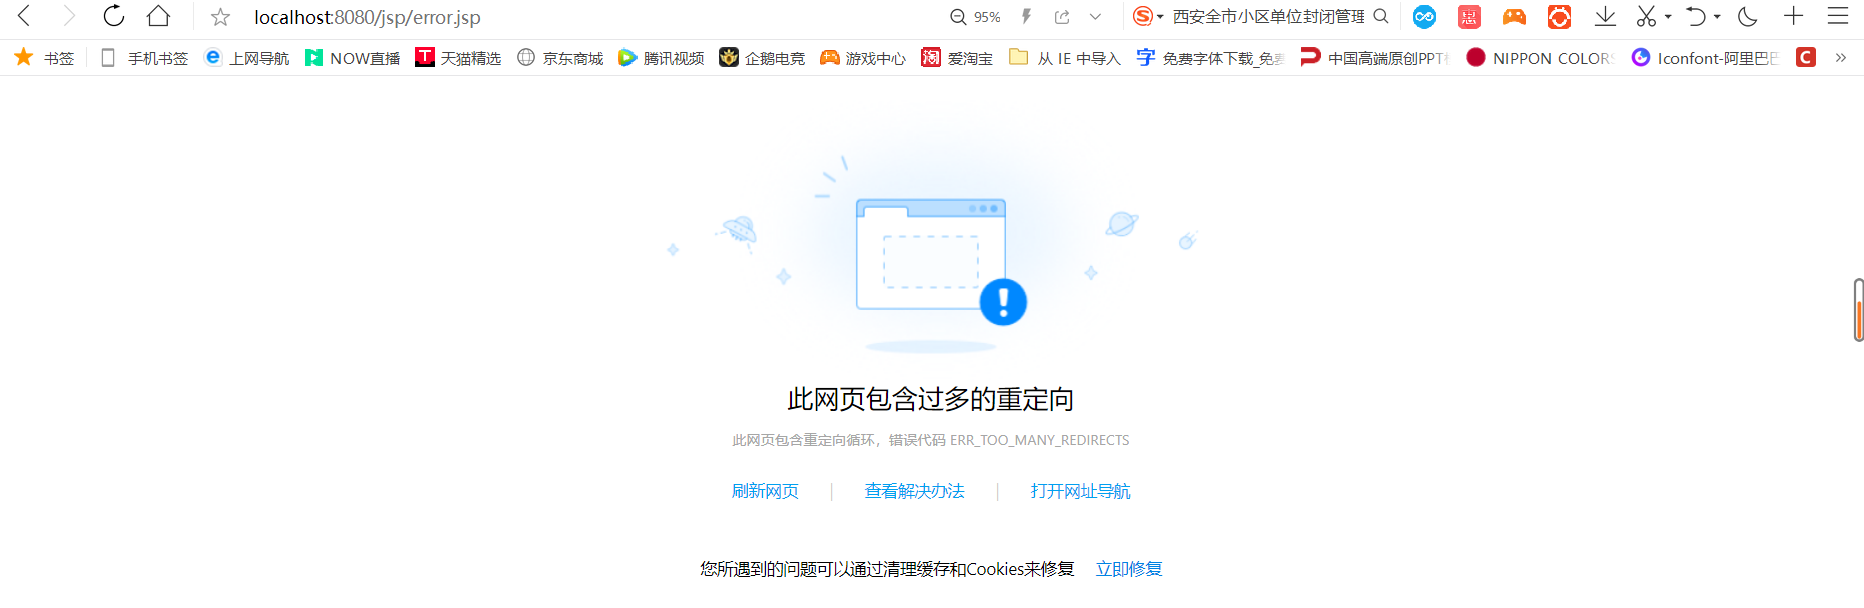 localhost:8080/jsp/error.jsp 95% 西安全市小区单位封闭管理
书签 手机书签 上网导航 NOW直播 天猫精选 京东商城 腾讯视频 企鹅电竞 游戏中心 爱淘宝 从 IE 中导入 免费字体下载_免费 中国高端原创PPT NIPPON COLORS Iconfont-阿里巴巴
此网页包含过多的重定向
此网页包含重定向循环，错误代码 ERR_TOO_MANY_REDIRECTS
刷新网页 | 查看解决办法 | 打开网址导航
您所遇到的问题可以通过清理缓存和Cookies来修复 立即修复